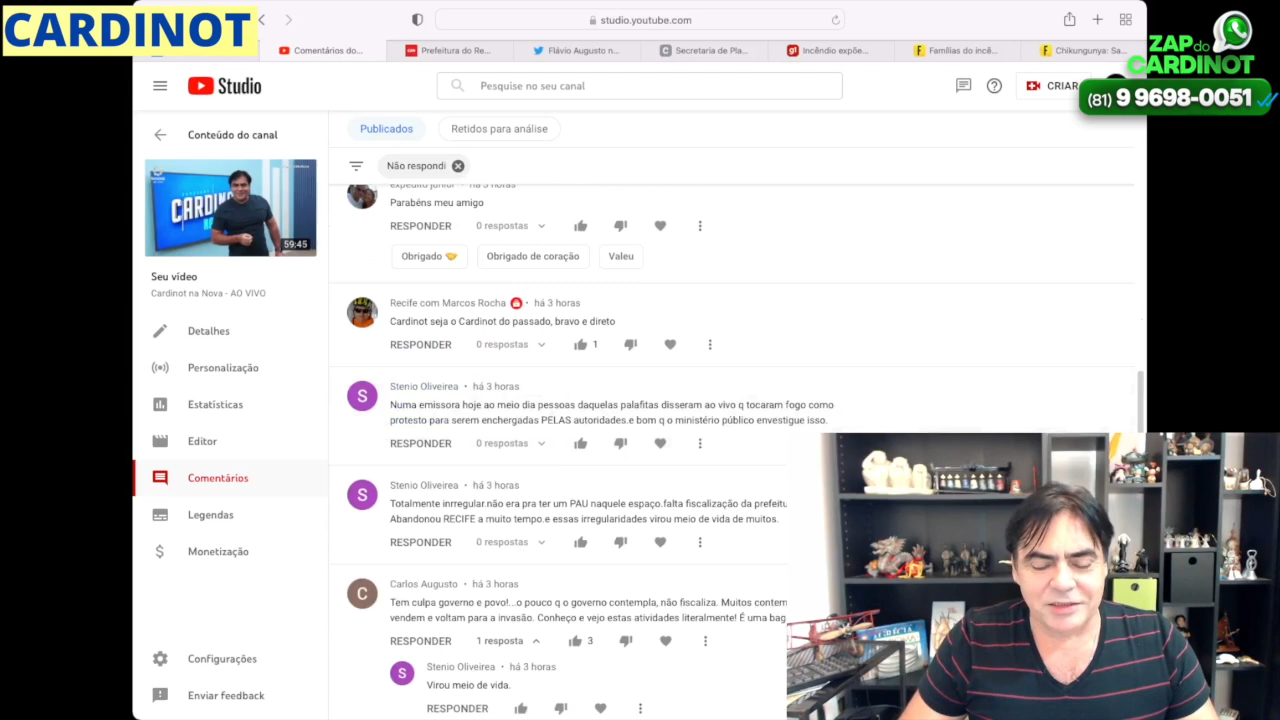 CARDINOT
studio.youtube.com
Comentários do...
Prefeitura do Re...
Flávio Augusto n...
Secretaria de Pla...
Incêndio expõe...
Famílias do incê...
Chikungunya: Sa...
ZAP do
CARDINOT
(81) 9 9698-0051
Studio
Pesquise no seu canal
CRIAR
Conteúdo do canal
Publicados
Retidos para análise
Não respondi
CARDINOT
59:45
Seu vídeo
Cardinot na Nova - AO VIVO
Detalhes
Personalização
Estatísticas
Editor
Comentários
Legendas
Monetização
Configurações
Enviar feedback
expedito junior • há 3 horas
Parabéns meu amigo
RESPONDER 0 respostas
Obrigado 🤝 Obrigado de coração Valeu
Recife com Marcos Rocha • há 3 horas
Cardinot seja o Cardinot do passado, bravo e direto
RESPONDER 0 respostas 1
S
Stenio Oliveirea • há 3 horas
Numa emissora hoje ao meio dia pessoas daquelas palafitas disseram ao vivo q tocaram fogo como
protesto para serem enchergadas PELAS autoridades.e bom q o ministério público envestigue isso.
RESPONDER 0 respostas
S
Stenio Oliveirea • há 3 horas
Totalmente inrregular.não era pra ter um PAU naquele espaço.falta fiscalização da prefeitu
Abandonou RECIFE a muito tempo.e essas irregularidades virou meio de vida de muitos.
RESPONDER 0 respostas
C
Carlos Augusto • há 3 horas
Tem culpa governo e povo!...o pouco q o governo contempla, não fiscaliza. Muitos contem
vendem e voltam para a invasão. Conheço e vejo estas atividades literalmente! É uma bag
RESPONDER 1 resposta 3
S
Stenio Oliveirea • há 3 horas
Virou meio de vida.
RESPONDER